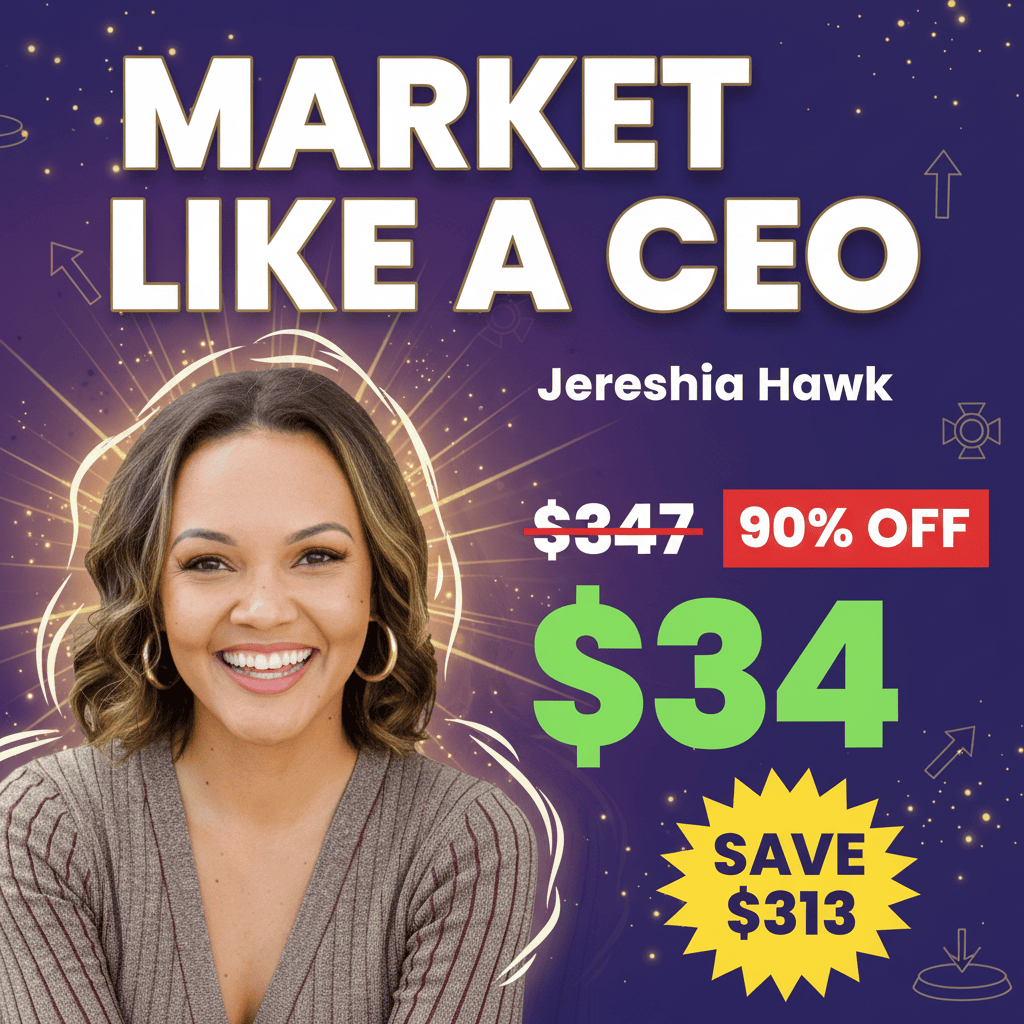 MARKET
LIKE A CEO
Jereshia Hawk
$347 90% OFF
$34
SAVE
$313